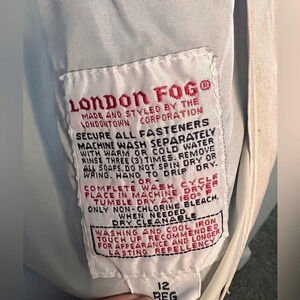 LONDON FOG®
MADE AND STYLED BY THE
LONDONTOWN CORPORATION
SECURE ALL FASTENERS
MACHINE WASH SEPARATELY
WITH WARM OR COLD WATER
RINSE THREE (3) TIMES. REMOVE
ALL SOAPS. DO NOT SPIN DRY OR
WRING. HANG TO DRIP DRY.
-OR-
COMPLETE WASH CYCLE
PLACE IN MACHINE DRYER
TUMBLE DRY AT 160° F
ONLY NON-CHLORINE BLEACH,
WHEN NEEDED.
DRY CLEANABLE
WASHING AND COOL IRON
TOUCH UP RECOMMENDED
FOR APPEARANCE AND LONGER
LASTING REPELLENCY
12
REG